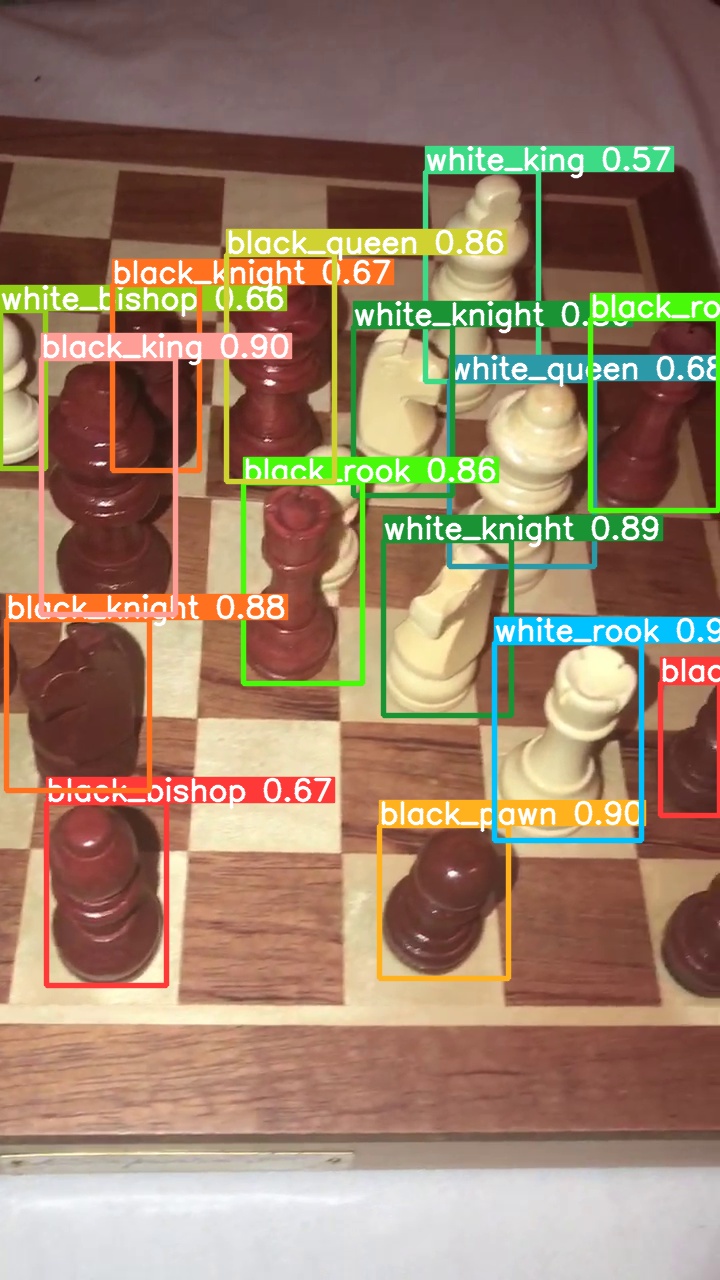 white_king 0.57
black_queen 0.86
black_knight 0.67
white_bishop 0.66
black_ro
white_knight 0.
black_king 0.90
white_queen 0.68
black_rook 0.86
white_knight 0.89
black_knight 0.88
white_rook 0.9
blac
black_bishop 0.67
black_pawn 0.90